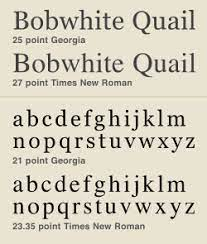 Bobwhite Quail
25 point Georgia
Bobwhite Quail
27 point Times New Roman
abcdefghijklm
nopqrstuvwxyz
21 point Georgia
abcdefghijklm
nopqrstuvwxyz
23.35 point Times New Roman